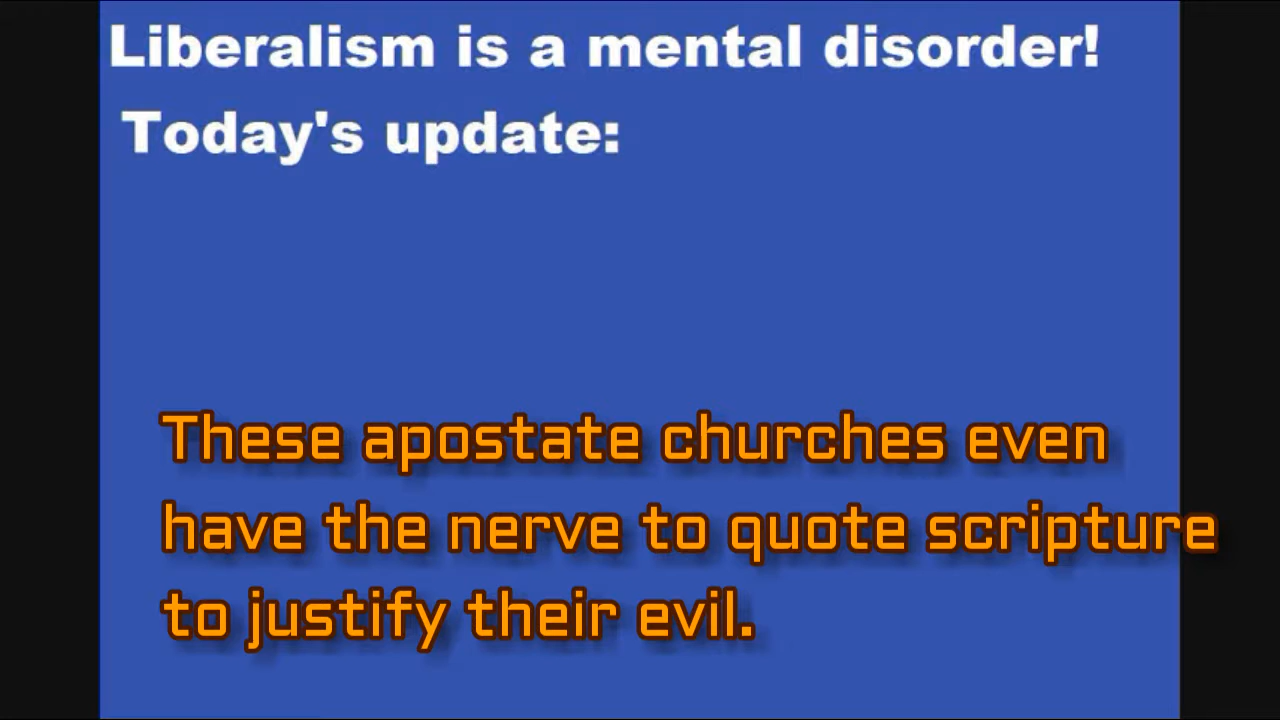 Liberalism is a mental disorder!
Today's update:
These apostate churches even
have the nerve to quote scripture
to justify their evil.